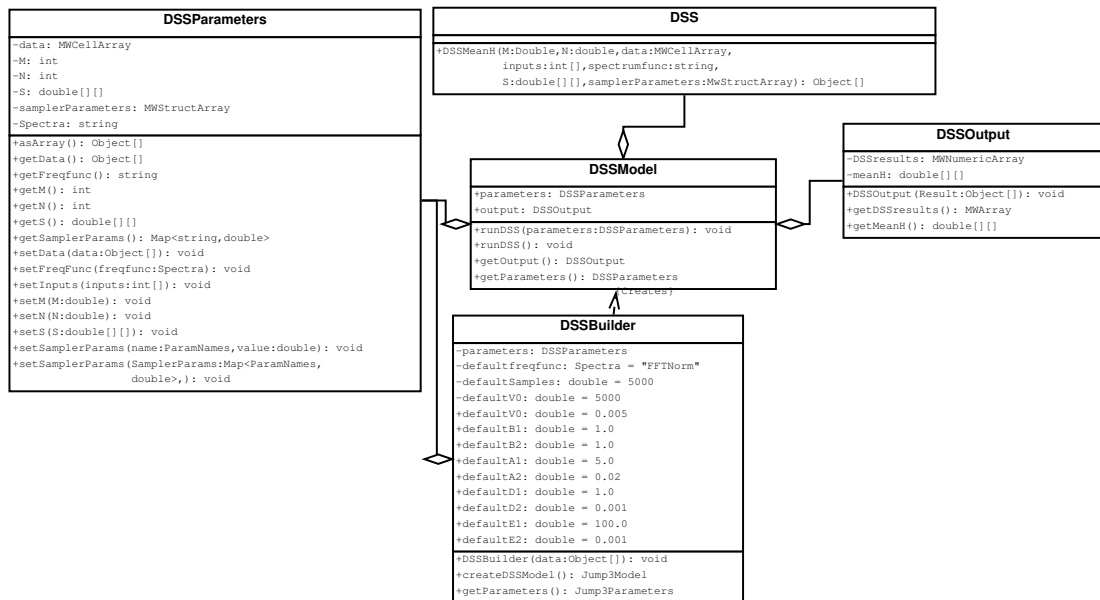 DSSParameters
-data: MWCellArray
-M: int
-N: int
-S: double[][]
-samplerParameters: MWStructArray
-Spectra: string
+asArray(): Object[]
+getData(): Object[]
+getFreqfunc(): string
+getM(): int
+getN(): int
+getS(): double[][]
+getSamplerParams(): Map<string,double>
+setData(data:Object[]): void
+setFreqFunc(freqfunc:Spectra): void
+setInputs(inputs:int[]): void
+setM(M:double): void
+setN(N:double): void
+setS(S:double[][]): void
+setSamplerParams(name:ParamNames,value:double): void
+setSamplerParams(SamplerParams:Map<ParamNames,
double>,): void
DSS
+DSSMeanH(M:Double,N:double,data:MWCellArray,
inputs:int[],spectrumfunc:string,
S:double[][],samplerParameters:MwStructArray): Object[]
DSSModel
+parameters: DSSParameters
+output: DSSOutput
+runDSS(parameters:DSSParameters): void
+runDSS(): void
+getOutput(): DSSOutput
+getParameters(): DSSParameters
{Creates}
DSSOutput
-DSSresults: MWNumericArray
-meanH: double[][]
+DSSOutput(Result:Object[]): void
+getDSSresults(): MWArray
+getMeanH(): double[][]
DSSBuilder
-parameters: DSSParameters
-defaultfreqfunc: Spectra = "FFTNorm"
-defaultSamples: double = 5000
-defaultV0: double = 5000
+defaultV0: double = 0.005
+defaultB1: double = 1.0
+defaultB2: double = 1.0
+defaultA1: double = 5.0
+defaultA2: double = 0.02
+defaultD1: double = 1.0
+defaultD2: double = 0.001
+defaultE1: double = 100.0
+defaultE2: double = 0.001
+DSSBuilder(data:Object[]): void
+createDSSModel(): Jump3Model
+getParameters(): Jump3Parameters